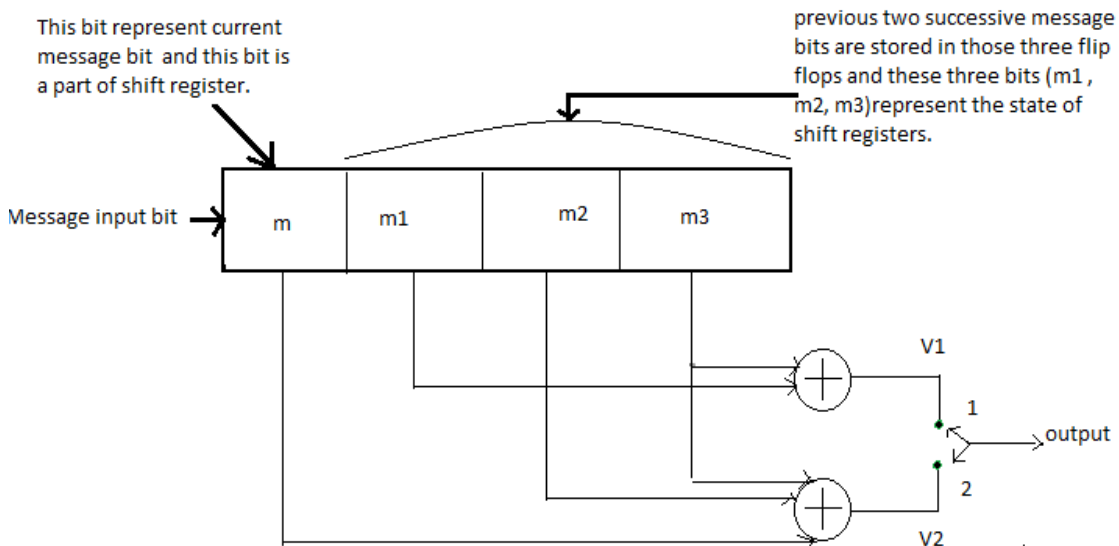 This bit represent current
message bit and this bit is
a part of shift register.
previous two successive message
bits are stored in those three flip
flops and these three bits (m1 ,
m2, m3)represent the state of
shift registers.
Message input bit
m
m1
m2
m3
V1
1
output
2
V2